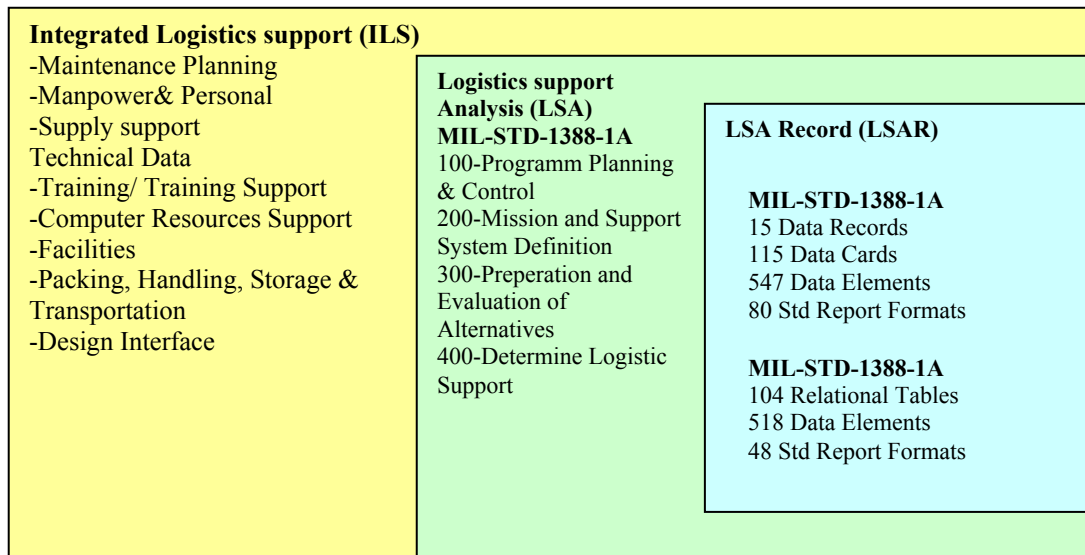 Integrated Logistics support (ILS)
-Maintenance Planning
-Manpower& Personal
-Supply support
Technical Data
-Training/ Training Support
-Computer Resources Support
-Facilities
-Packing, Handling, Storage &
Transportation
-Design Interface
Logistics support
Analysis (LSA)
MIL-STD-1388-1A
100-Programm Planning
& Control
200-Mission and Support
System Definition
300-Preperation and
Evaluation of
Alternatives
400-Determine Logistic
Support
LSA Record (LSAR)
MIL-STD-1388-1A
15 Data Records
115 Data Cards
547 Data Elements
80 Std Report Formats
MIL-STD-1388-1A
104 Relational Tables
518 Data Elements
48 Std Report Formats